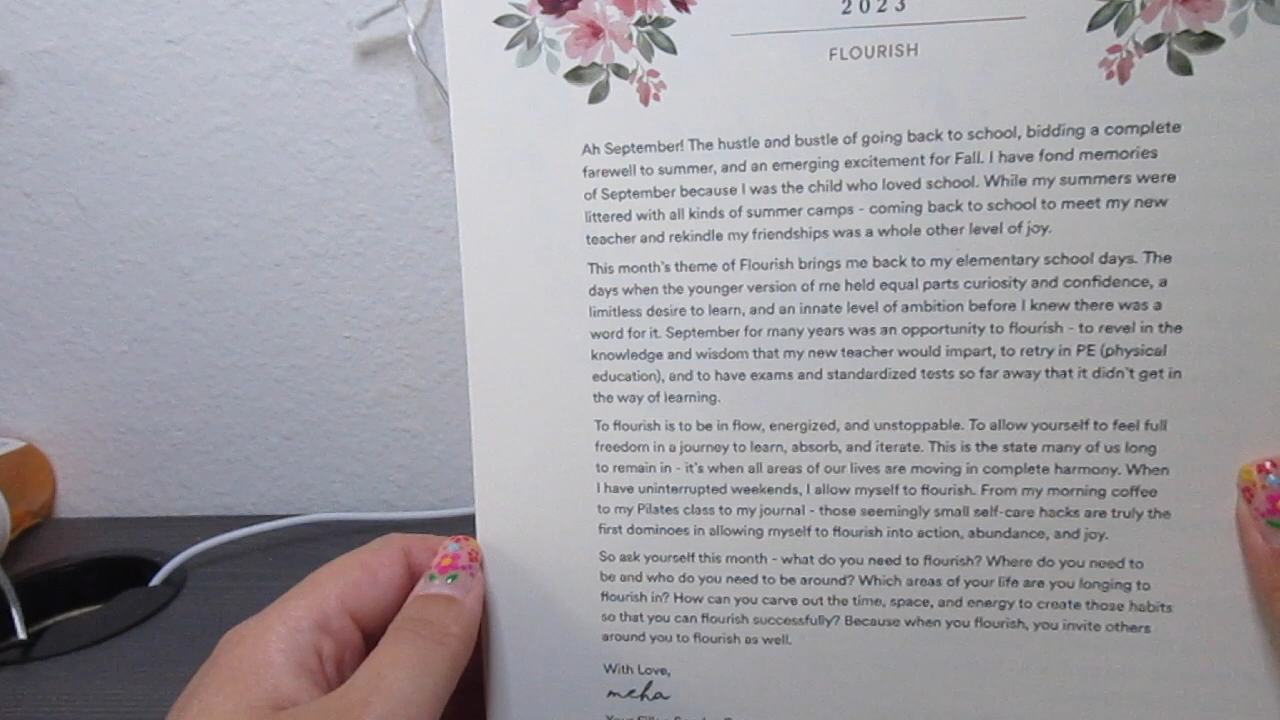 2023
FLOURISH
Ah September! The hustle and bustle of going back to school, bidding a complete
farewell to summer, and an emerging excitement for Fall. I have fond memories
of September because I was the child who loved school. While my summers were
littered with all kinds of summer camps - coming back to school to meet my new
teacher and rekindle my friendships was a whole other level of joy.
This month's theme of Flourish brings me back to my elementary school days. The
days when the younger version of me held equal parts curiosity and confidence, a
limitless desire to learn, and an innate level of ambition before I knew there was a
word for it. September for many years was an opportunity to flourish - to revel in the
knowledge and wisdom that my new teacher would impart, to retry in PE (physical
education), and to have exams and standardized tests so far away that it didn't get in
the way of learning.
To flourish is to be in flow, energized, and unstoppable. To allow yourself to feel full
freedom in a journey to learn, absorb, and iterate. This is the state many of us long
to remain in - it's when all areas of our lives are moving in complete harmony. When
I have uninterrupted weekends, I allow myself to flourish. From my morning coffee
to my Pilates class to my journal - those seemingly small self-care hacks are truly the
first dominoes in allowing myself to flourish into action, abundance, and joy.
So ask yourself this month - what do you need to flourish? Where do you need to
be and who do you need to be around? Which areas of your life are you longing to
flourish in? How can you carve out the time, space, and energy to create those habits
so that you can flourish successfully? Because when you flourish, you invite others
around you to flourish as well.
With Love,
meha